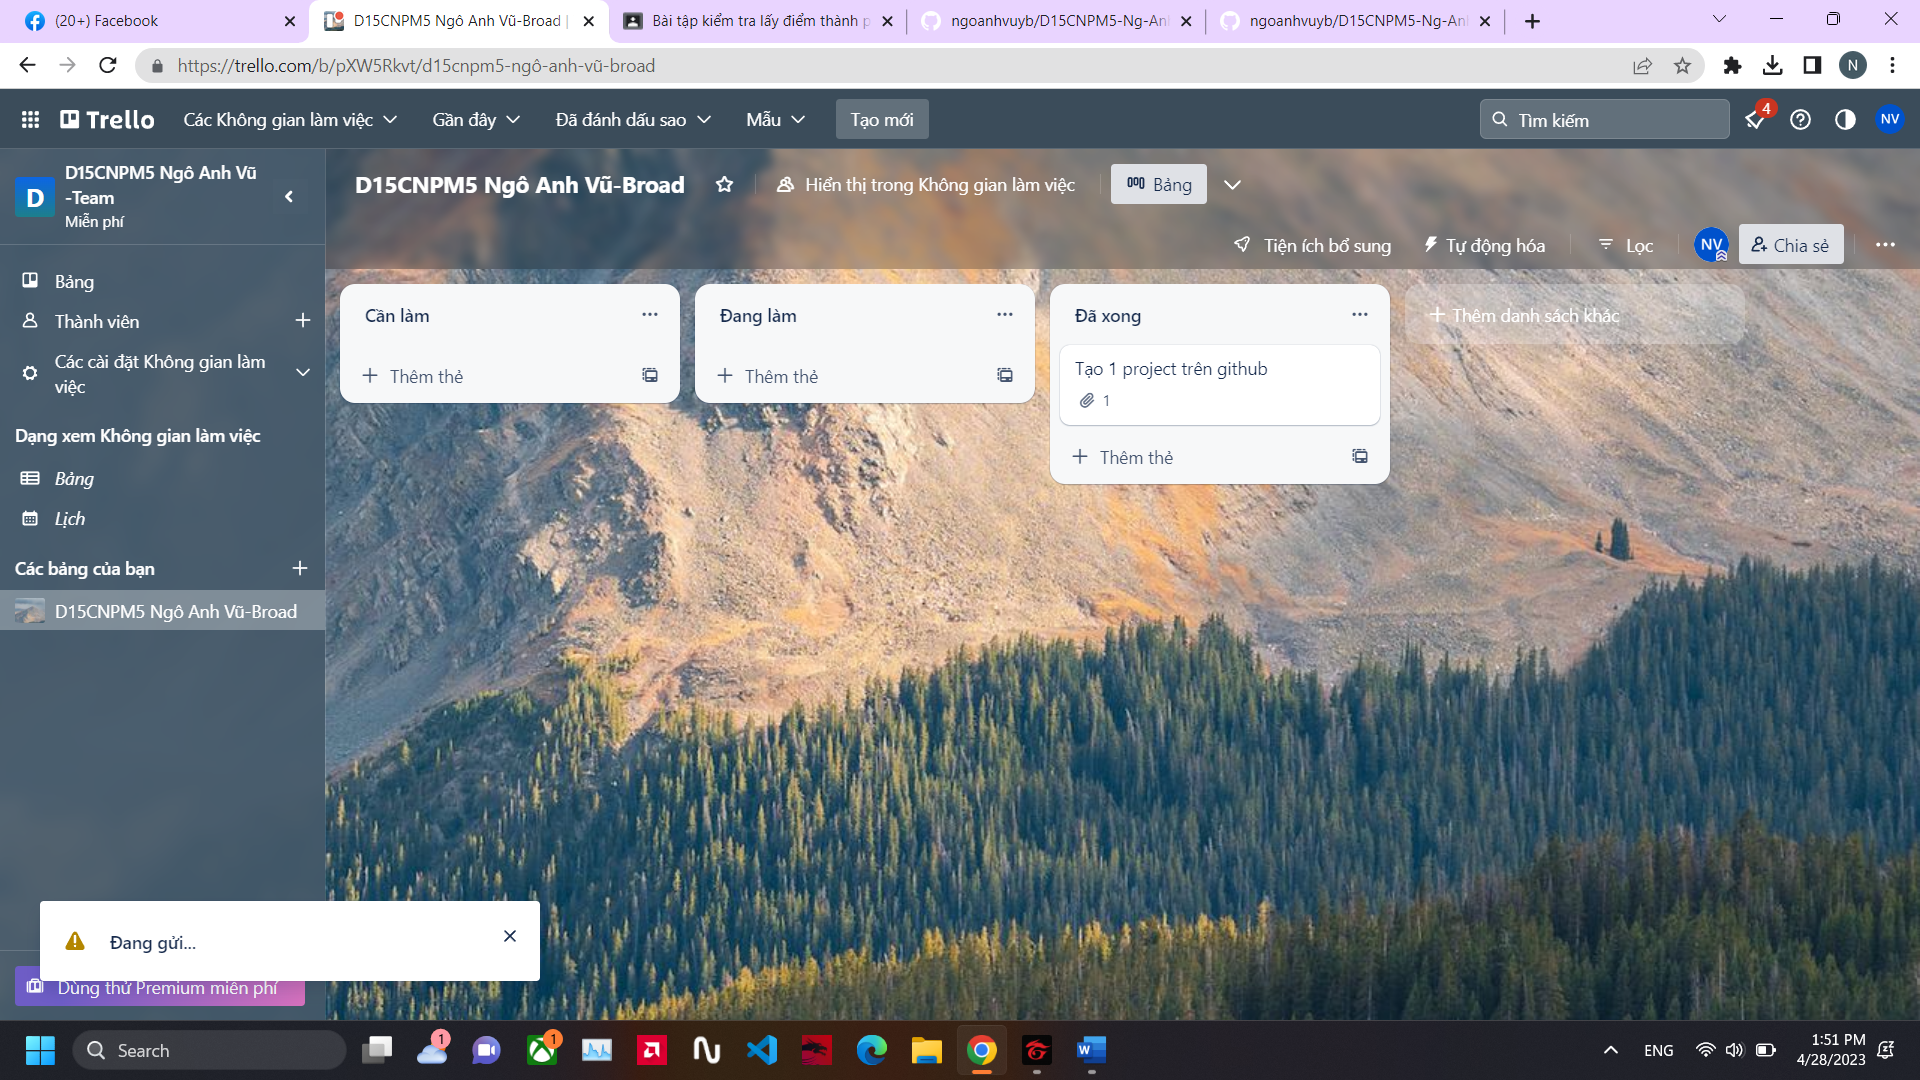 (20+) Facebook
D15CNPM5 Ngô Anh Vũ-Broad |
Bài tập kiểm tra lấy điểm thành p
ngoanhvuyb/D15CNPM5-Ng-Anh
ngoanhvuyb/D15CNPM5-Ng-Anh
https://trello.com/b/pXW5Rkvt/d15cnpm5-ngô-anh-vũ-broad
N
Trello
Các Không gian làm việc
Gần đây
Đã đánh dấu sao
Mẫu
Tạo mới
Tìm kiếm
4
NV
D
D15CNPM5 Ngô Anh Vũ
-Team
Miễn phí
D15CNPM5 Ngô Anh Vũ-Broad
Hiển thị trong Không gian làm việc
Bảng
Tiện ích bổ sung
Tự động hóa
Lọc
NV
Chia sẻ
Bảng
Thành viên
Các cài đặt Không gian làm
việc
Dạng xem Không gian làm việc
Bảng
Lịch
Các bảng của bạn
D15CNPM5 Ngô Anh Vũ-Broad
Cần làm
Thêm thẻ
Đang làm
Thêm thẻ
Đã xong
Tạo 1 project trên github
1
Thêm thẻ
Thêm danh sách khác
Đang gửi...
Dùng thử Premium miễn phí
Search
1
1
ENG
1:51 PM
4/28/2023